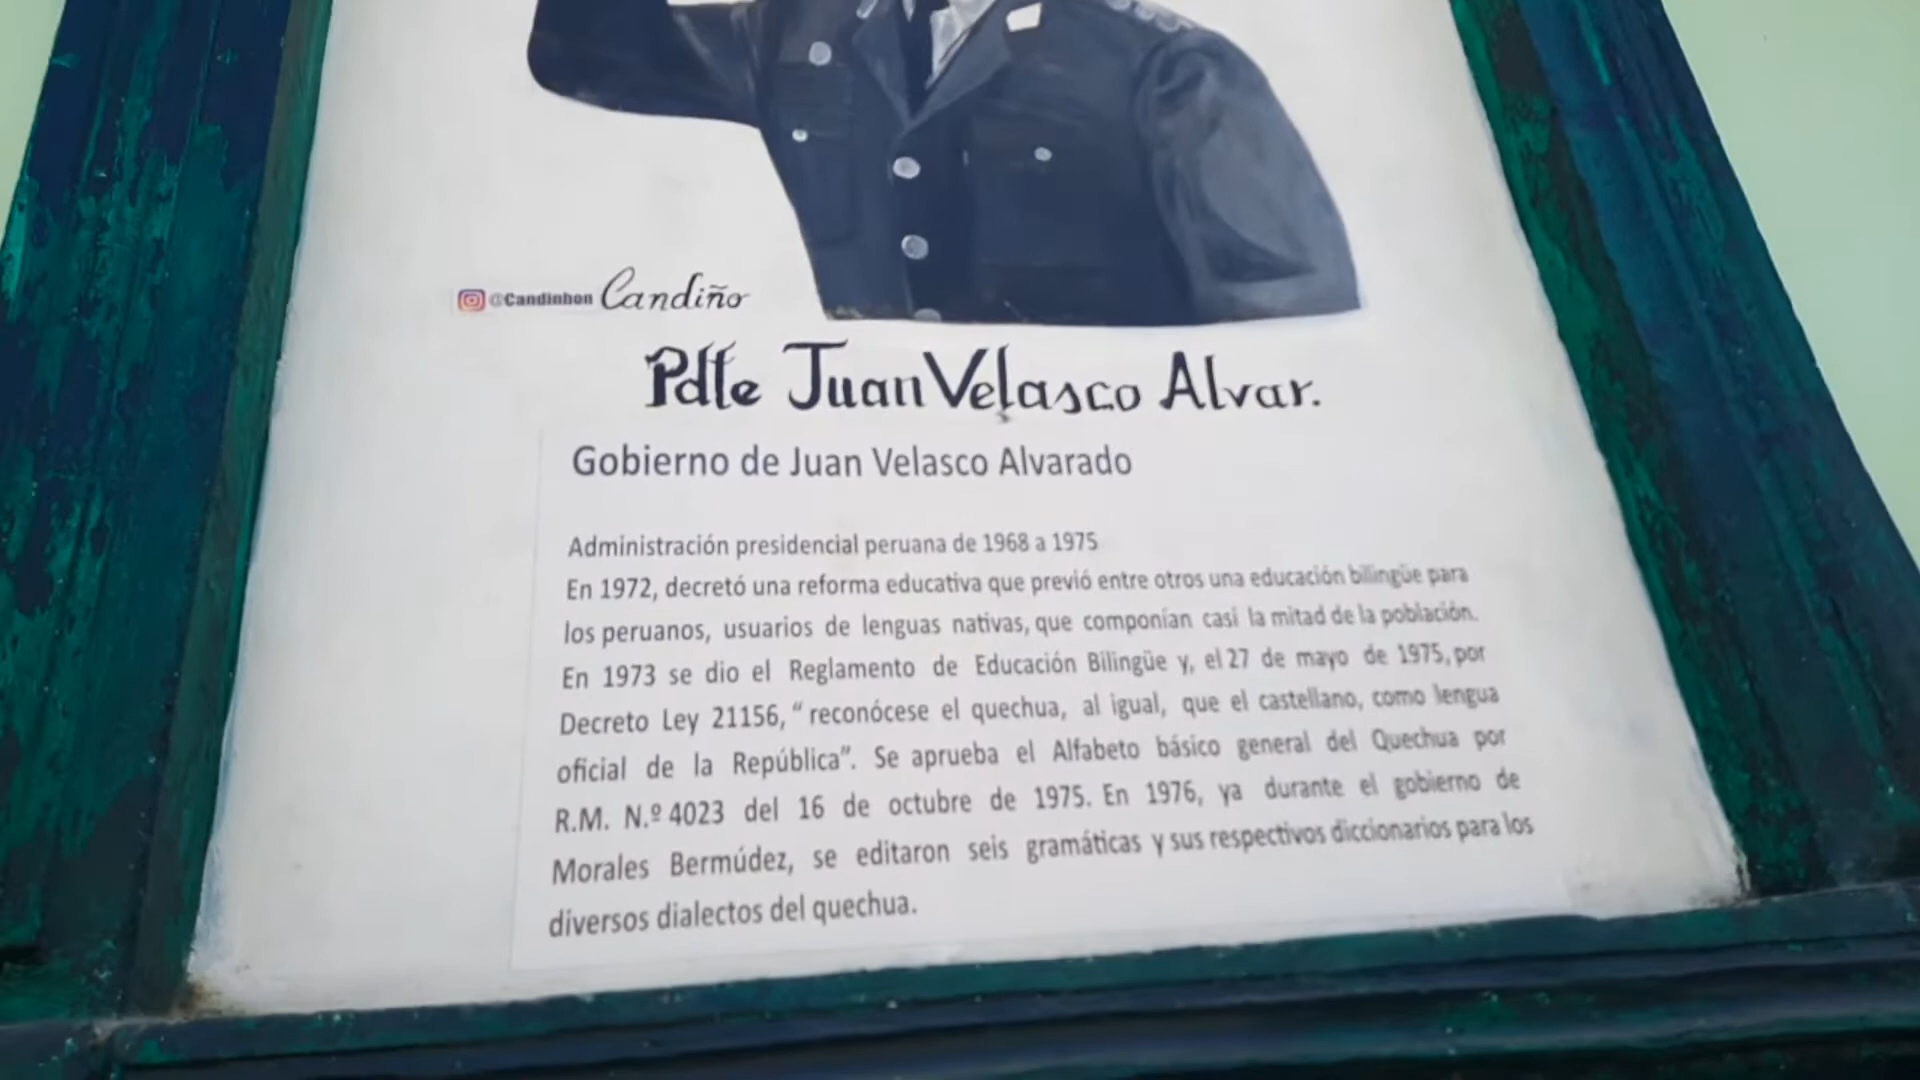 @Candinhon Candiño
Pdte Juan Velasco Alvar.
Gobierno de Juan Velasco Alvarado
Administración presidencial peruana de 1968 a 1975
En 1972, decretó una reforma educativa que previó entre otros una educación bilingüe para
los peruanos, usuarios de lenguas nativas, que componían casi la mitad de la población.
En 1973 se dio el Reglamento de Educación Bilingüe y, el 27 de mayo de 1975, por
Decreto Ley 21156, “ reconócese el quechua, al igual, que el castellano, como lengua
oficial de la República”. Se aprueba el Alfabeto básico general del Quechua por
R.M. N.º 4023 del 16 de octubre de 1975. En 1976, ya durante el gobierno de
Morales Bermúdez, se editaron seis gramáticas y sus respectivos diccionarios para los
diversos dialectos del quechua.